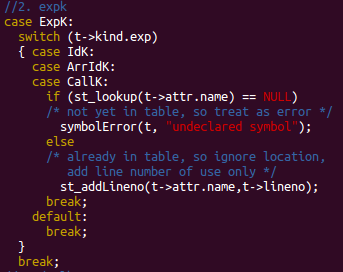 //2. expk
case ExpK:
  switch (t->kind.exp)
  { case IdK:
    case ArrIdK:
    case CallK:
      if (st_lookup(t->attr.name) == NULL)
      /* not yet in table, so treat as error */
        symbolError(t, "undeclared symbol");
      else
      /* already in table, so ignore location,
         add line number of use only */
        st_addLineno(t->attr.name,t->lineno);
      break;
    default:
      break;
  }
  break;